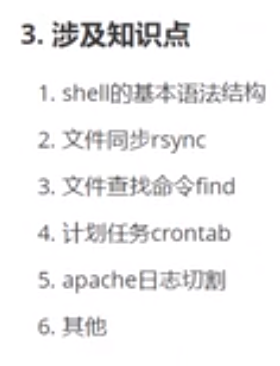 3. 涉及知识点
1. shell的基本语法结构
2. 文件同步rsync
3. 文件查找命令find
4. 计划任务crontab
5. apache日志切割
6. 其他